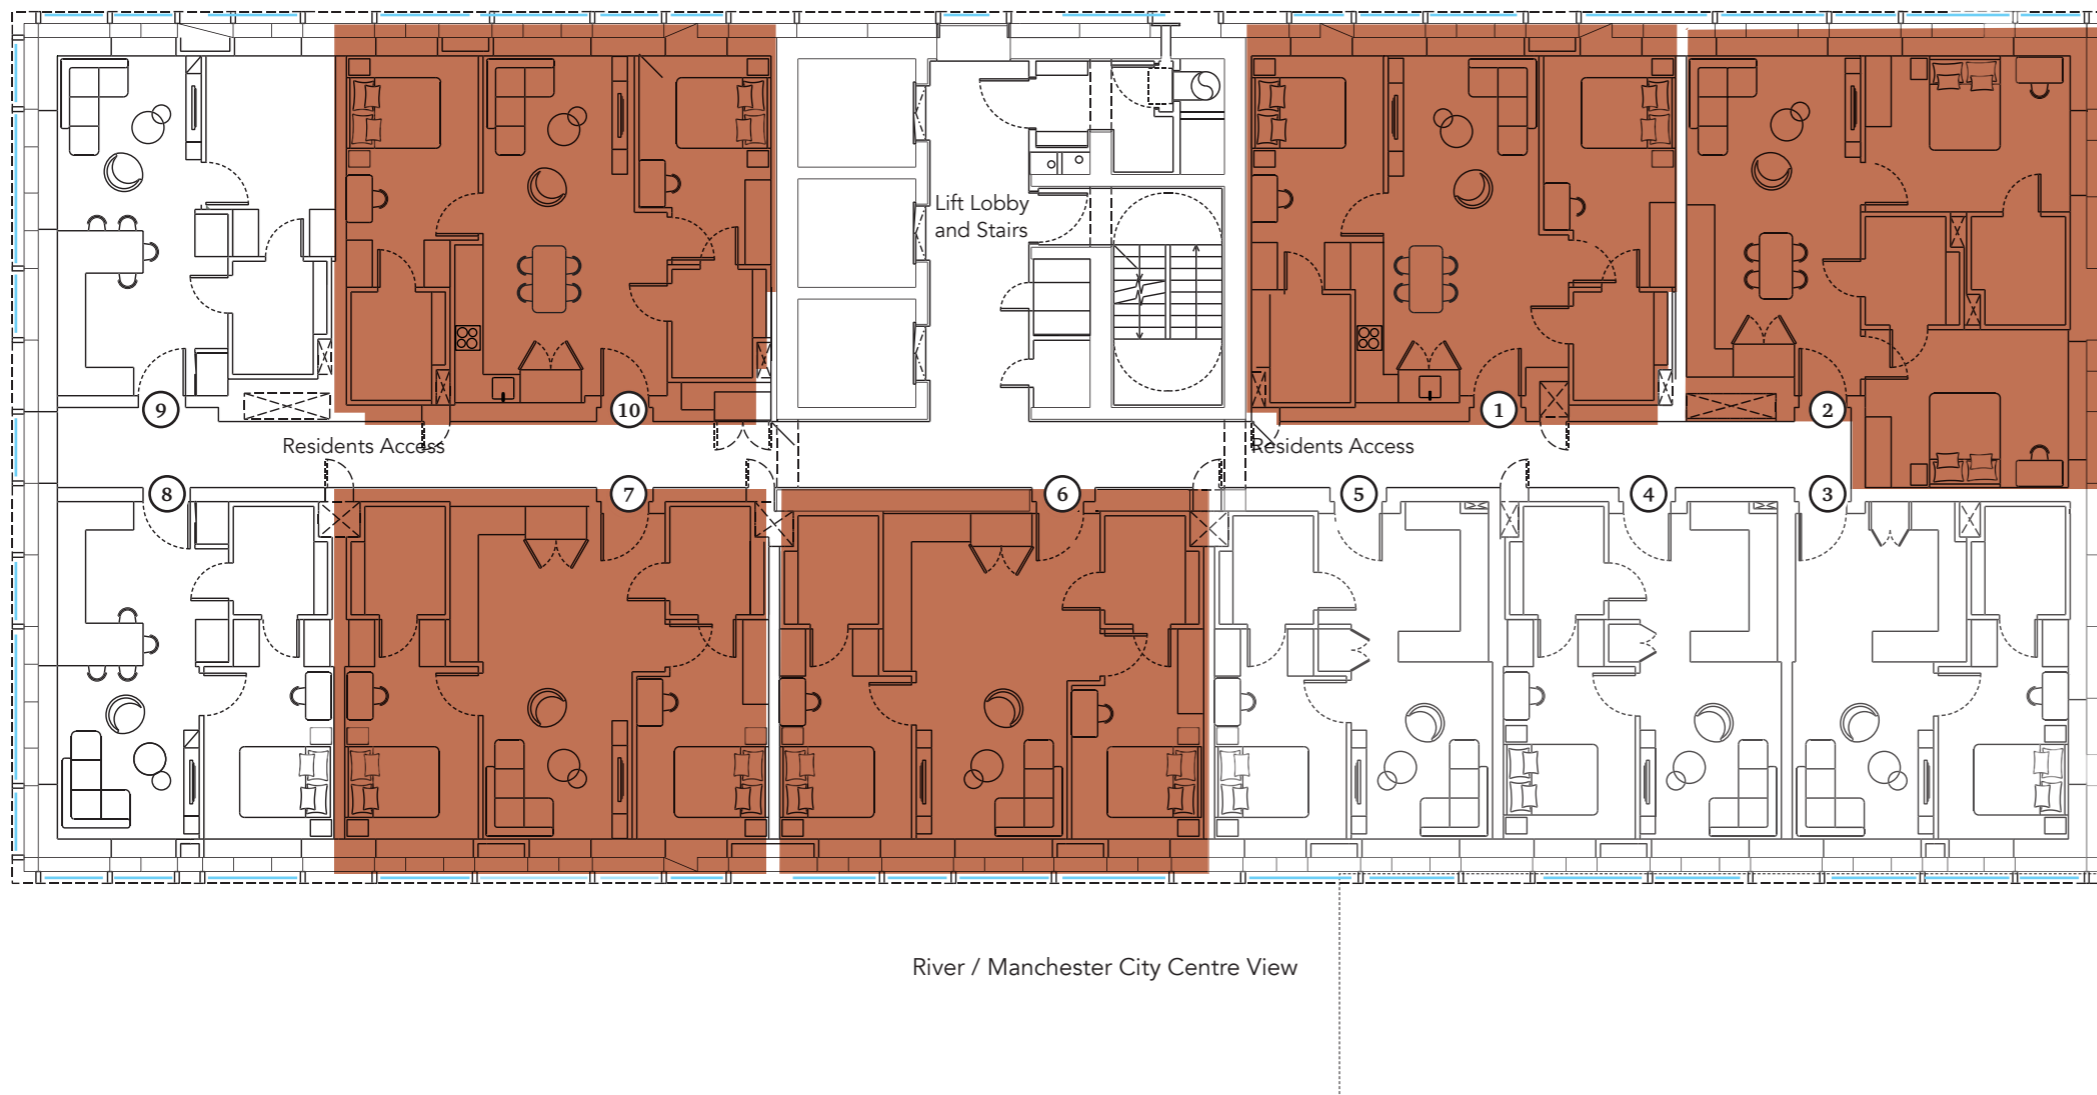 Lift Lobby
and Stairs
9
10
1
2
Residents Access
Residents Access
8
7
6
5
4
3
River / Manchester City Centre View